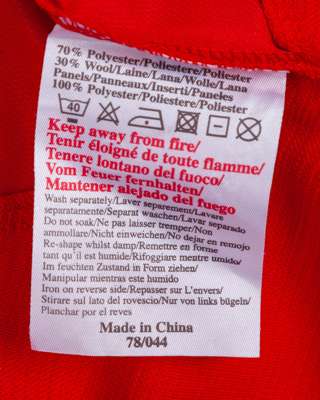 70% Polyester/Poliestere/Poliester
30% Wool/Laine/Lana/Wolle/Lana
Panels/Panneaux/Inserti/Paneles
100% Polyester/Poliestere/Poliester
40
Keep away from fire/
Tenir éloigné de toute flamme/
Tenere lontano del fuoco/
Vom Feuer fernhalten/
Mantener alejado del fuego
Wash separately/Laver separement/Lavare
separatamente/Separat waschen/Lavar separado
Do not soak/Ne pas laisser tremper/Non
ammollare/Nicht einweichen/No dejar en remojo
Re-shape whilst damp/Remettre en forme
tant qu'il est humide/Rifoggiare mentre umido/
Im feuchten Zustand in Form ziehen/
Manipular mientras este humido
Iron on reverse side/Repasser sur L'envers/
Stirare sul lato del rovescio/Nur von links bügeln/
Planchar por el reves
Made in China
78/044